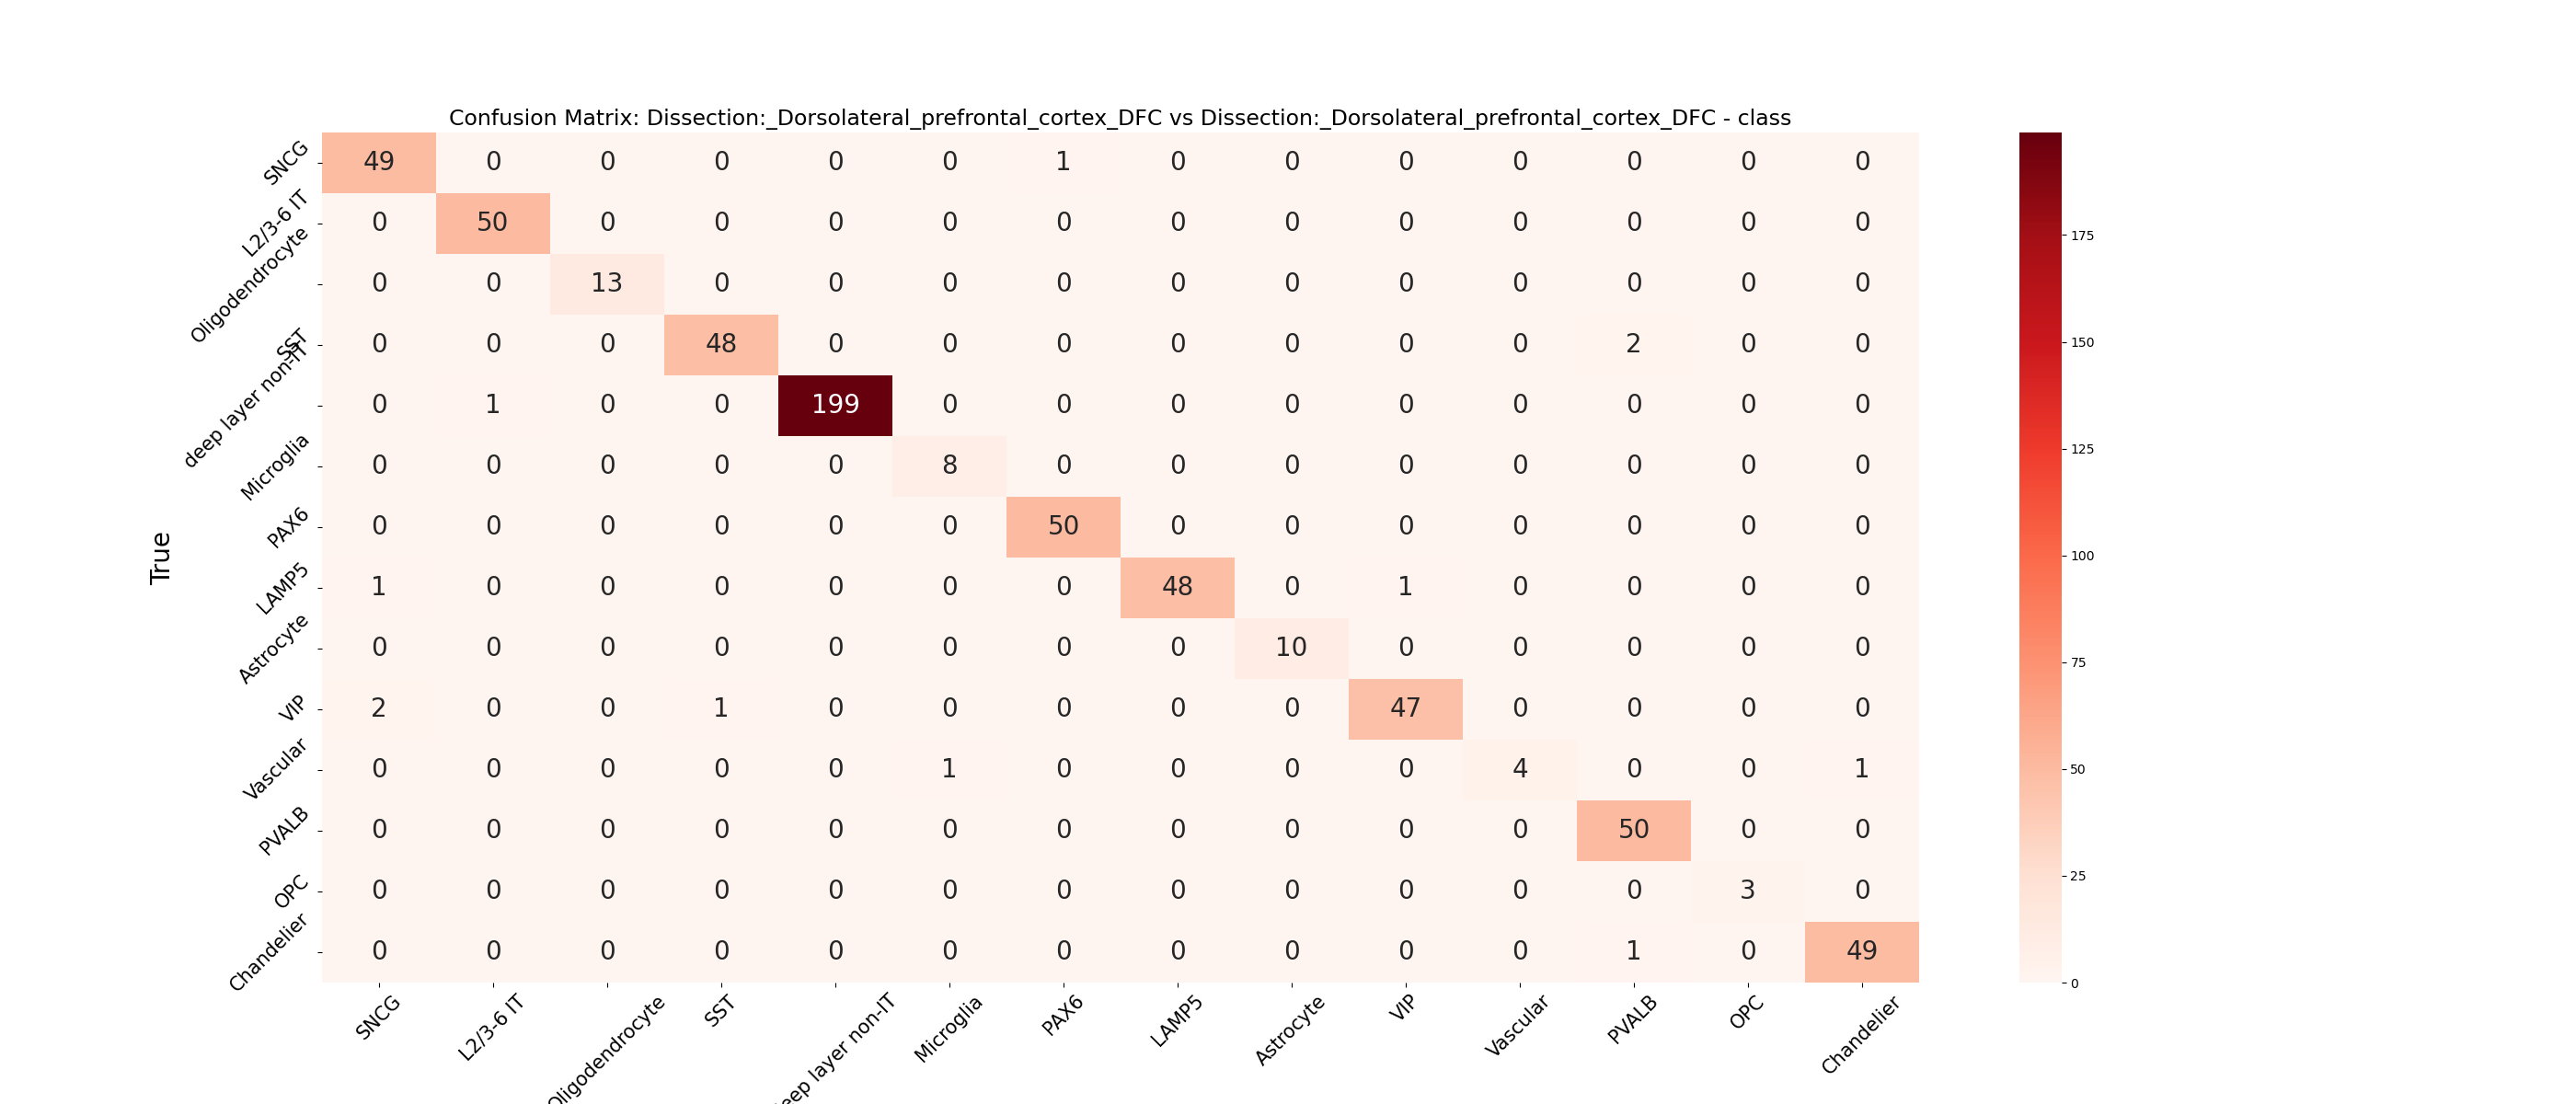 Confusion Matrix: Dissection:_Dorsolateral_prefrontal_cortex_DFC vs Dissection:_Dorsolateral_prefrontal_cortex_DFC - class
SNCG 49 0 0 0 0 0 1 0 0 0 0 0 0 0
L2/3-6 IT 0 50 0 0 0 0 0 0 0 0 0 0 0 0
Oligodendrocyte 0 0 13 0 0 0 0 0 0 0 0 0 0 0
SST 0 0 0 48 0 0 0 0 0 0 0 2 0 0
deep layer non-IT 0 1 0 0 199 0 0 0 0 0 0 0 0 0
Microglia 0 0 0 0 0 8 0 0 0 0 0 0 0 0
PAX6 0 0 0 0 0 0 50 0 0 0 0 0 0 0
LAMP5 1 0 0 0 0 0 0 48 0 1 0 0 0 0
Astrocyte 0 0 0 0 0 0 0 0 10 0 0 0 0 0
VIP 2 0 0 1 0 0 0 0 0 47 0 0 0 0
Vascular 0 0 0 0 0 1 0 0 0 0 4 0 0 1
PVALB 0 0 0 0 0 0 0 0 0 0 0 50 0 0
OPC 0 0 0 0 0 0 0 0 0 0 0 0 3 0
Chandelier 0 0 0 0 0 0 0 0 0 0 0 1 0 49
True
SNCG L2/3-6 IT Oligodendrocyte SST eep layer non-IT Microglia PAX6 LAMP5 Astrocyte VIP Vascular PVALB OPC Chandelier
175
150
125
100
75
50
25
0